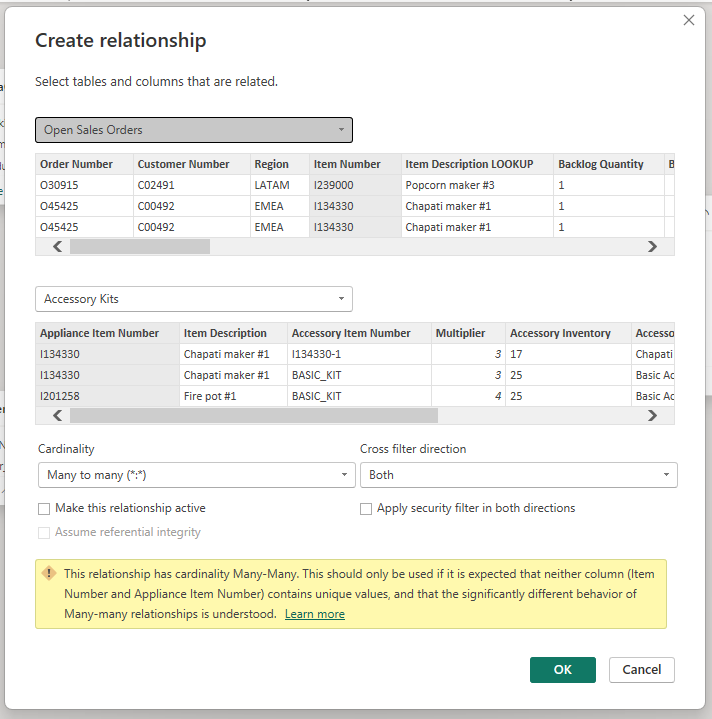 Create relationship
Select tables and columns that are related.
Open Sales Orders
Order Number Customer Number Region Item Number Item Description LOOKUP Backlog Quantity B
O30915 C02491 LATAM I239000 Popcorn maker #3 1
O45425 C00492 EMEA I134330 Chapati maker #1 1
O45425 C00492 EMEA I134330 Chapati maker #1 1
Accessory Kits
Appliance Item Number Item Description Accessory Item Number Multiplier Accessory Inventory Accesso
I134330 Chapati maker #1 I134330-1 3 17 Chapati
I134330 Chapati maker #1 BASIC_KIT 3 25 Basic Ac
I201258 Fire pot #1 BASIC_KIT 4 25 Basic Ac
Cardinality Cross filter direction
Many to many (*:*) Both
Make this relationship active Apply security filter in both directions
Assume referential integrity
This relationship has cardinality Many-Many. This should only be used if it is expected that neither column (Item
Number and Appliance Item Number) contains unique values, and that the significantly different behavior of
Many-many relationships is understood. Learn more
OK Cancel